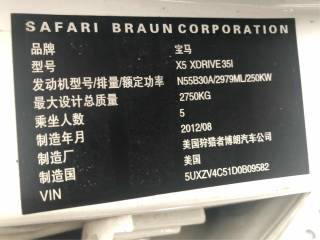 SAFARI BRAUN CORPORATION
品牌 宝马
型号 X5 XDRIVE35I
发动机型号/排量/额定功率 N55B30A/2979ML/250KW
最大设计总质量 2750KG
乘坐人数 5
制造年月 2012/08
制造厂 美国狩猎者博朗汽车公司
制造国 美国
VIN 5UXZV4C51D0B09582